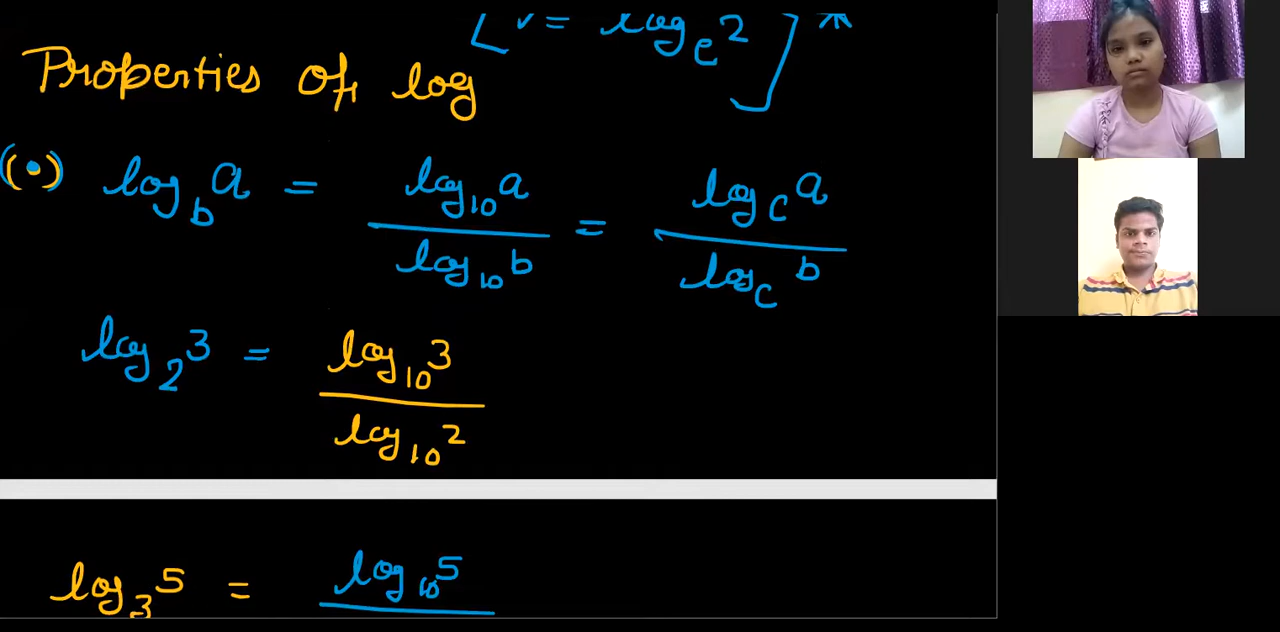 [v = log_e 2] *
Properties of log
(•) log_b a = log_10 a / log_10 b = log_c a / log_c b
log_2 3 = log_10 3 / log_10 2
log_3 5 = log_10 5